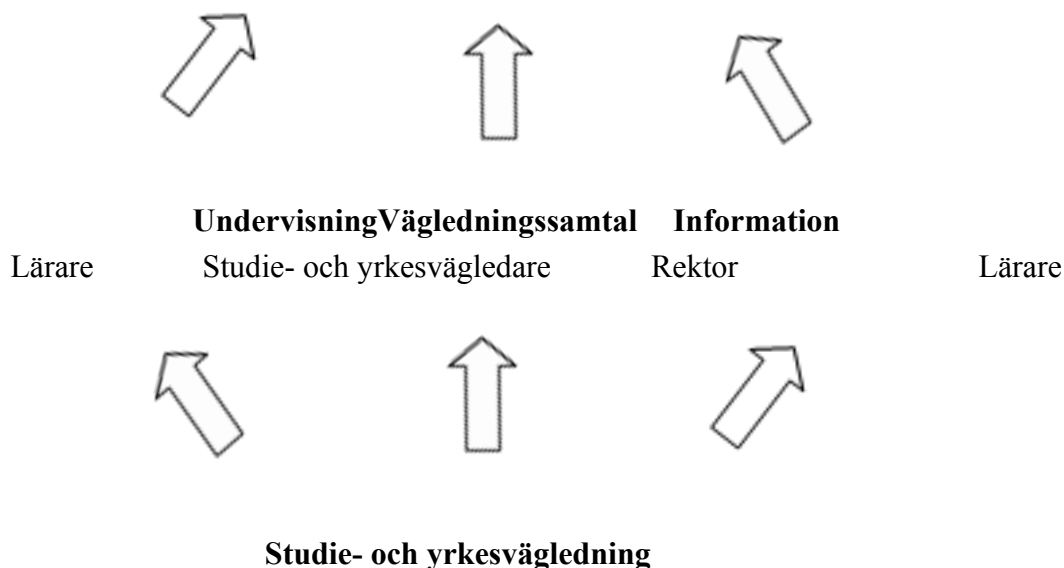 UndervisningVägledningssamtal Information
Lärare Studie- och yrkesvägledare Rektor Lärare
Studie- och yrkesvägledning